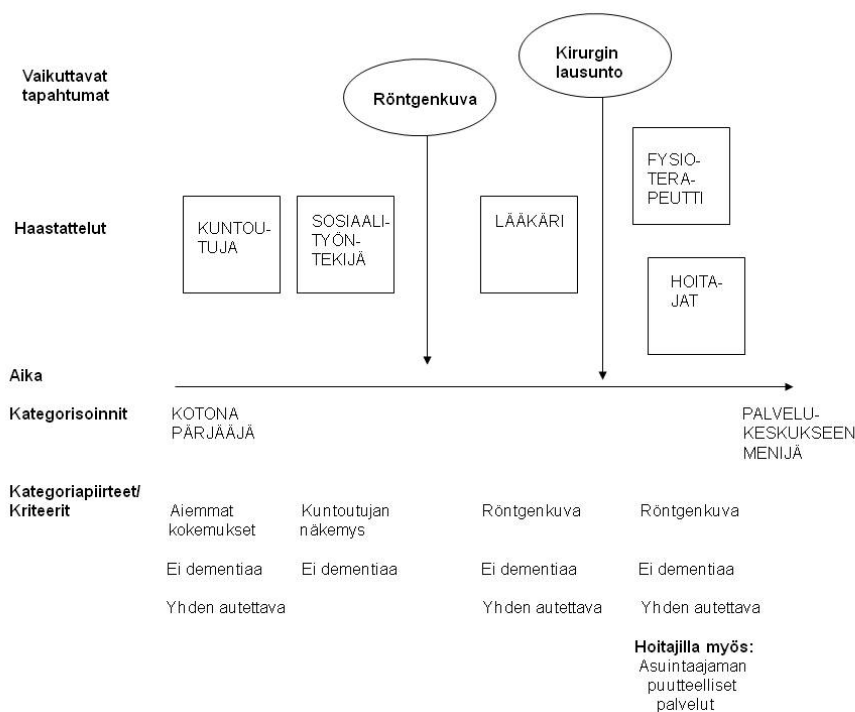 Vaikuttavat
tapahtumat
Röntgenkuva
Kirurgin
lausunto
Haastattelut
KUNTOU-
TUJA
SOSIAALI-
TYÖN-
TEKIJÄ
LÄÄKÄRI
FYSIO-
TERA-
PEUTTI
HOITA-
JAT
Aika
Kategorisoinnit
KOTONA
PÄRJÄÄJÄ
PALVELU-
KESKUKSEEN
MENIJÄ
Kategoriapiirteet/
Kriteerit
Aiemmat
kokemukset
Ei dementiaa
Yhden autettava
Kuntoutujan
näkemys
Ei dementiaa
Röntgenkuva
Ei dementiaa
Yhden autettava
Röntgenkuva
Ei dementiaa
Yhden autettava
Hoitajilla myös:
Asuintaajaman
puutteelliset
palvelut